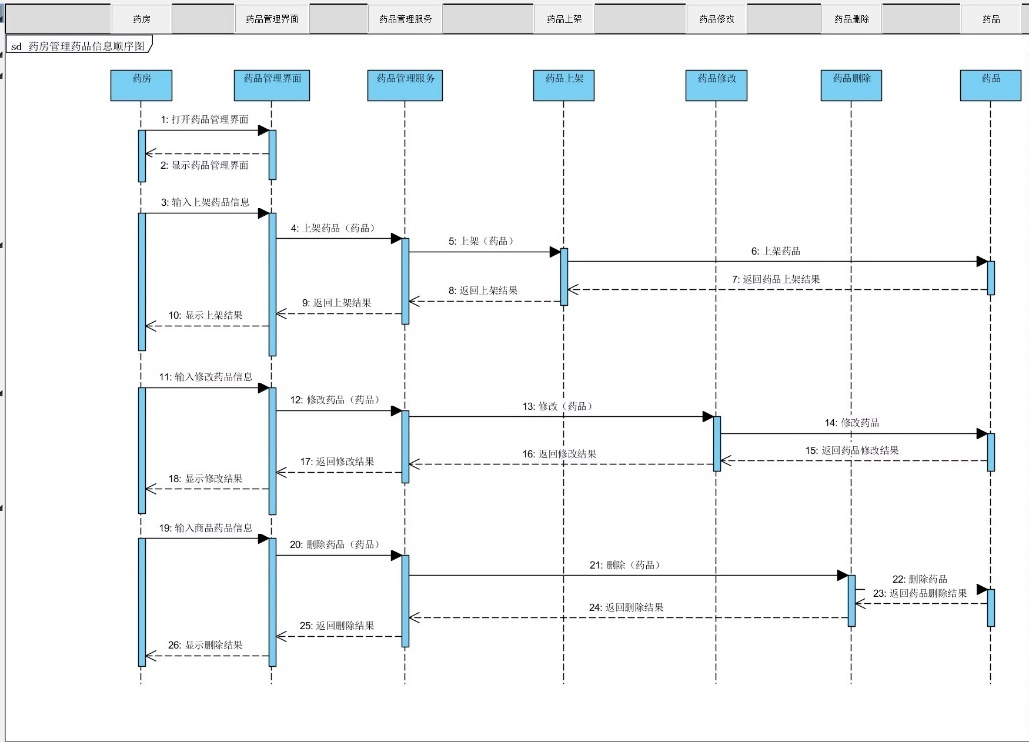 药房 药品管理界面 药品管理服务 药品上架 药品修改 药品删除 药品
sd 药房管理药品信息顺序图
药房 药品管理界面 药品管理服务 药品上架 药品修改 药品删除 药品
1: 打开药品管理界面
2: 显示药品管理界面
3: 输入上架药品信息
4: 上架药品（药品）
5: 上架（药品）
6: 上架药品
7: 返回药品上架结果
8: 返回上架结果
9: 返回上架结果
10: 显示上架结果
11: 输入修改药品信息
12: 修改药品（药品）
13: 修改（药品）
14: 修改药品
15: 返回药品修改结果
16: 返回修改结果
17: 返回修改结果
18: 显示修改结果
19: 输入商品药品信息
20: 删除药品（药品）
21: 删除（药品）
22: 删除药品
23: 返回药品删除结果
24: 返回删除结果
25: 返回删除结果
26: 显示删除结果